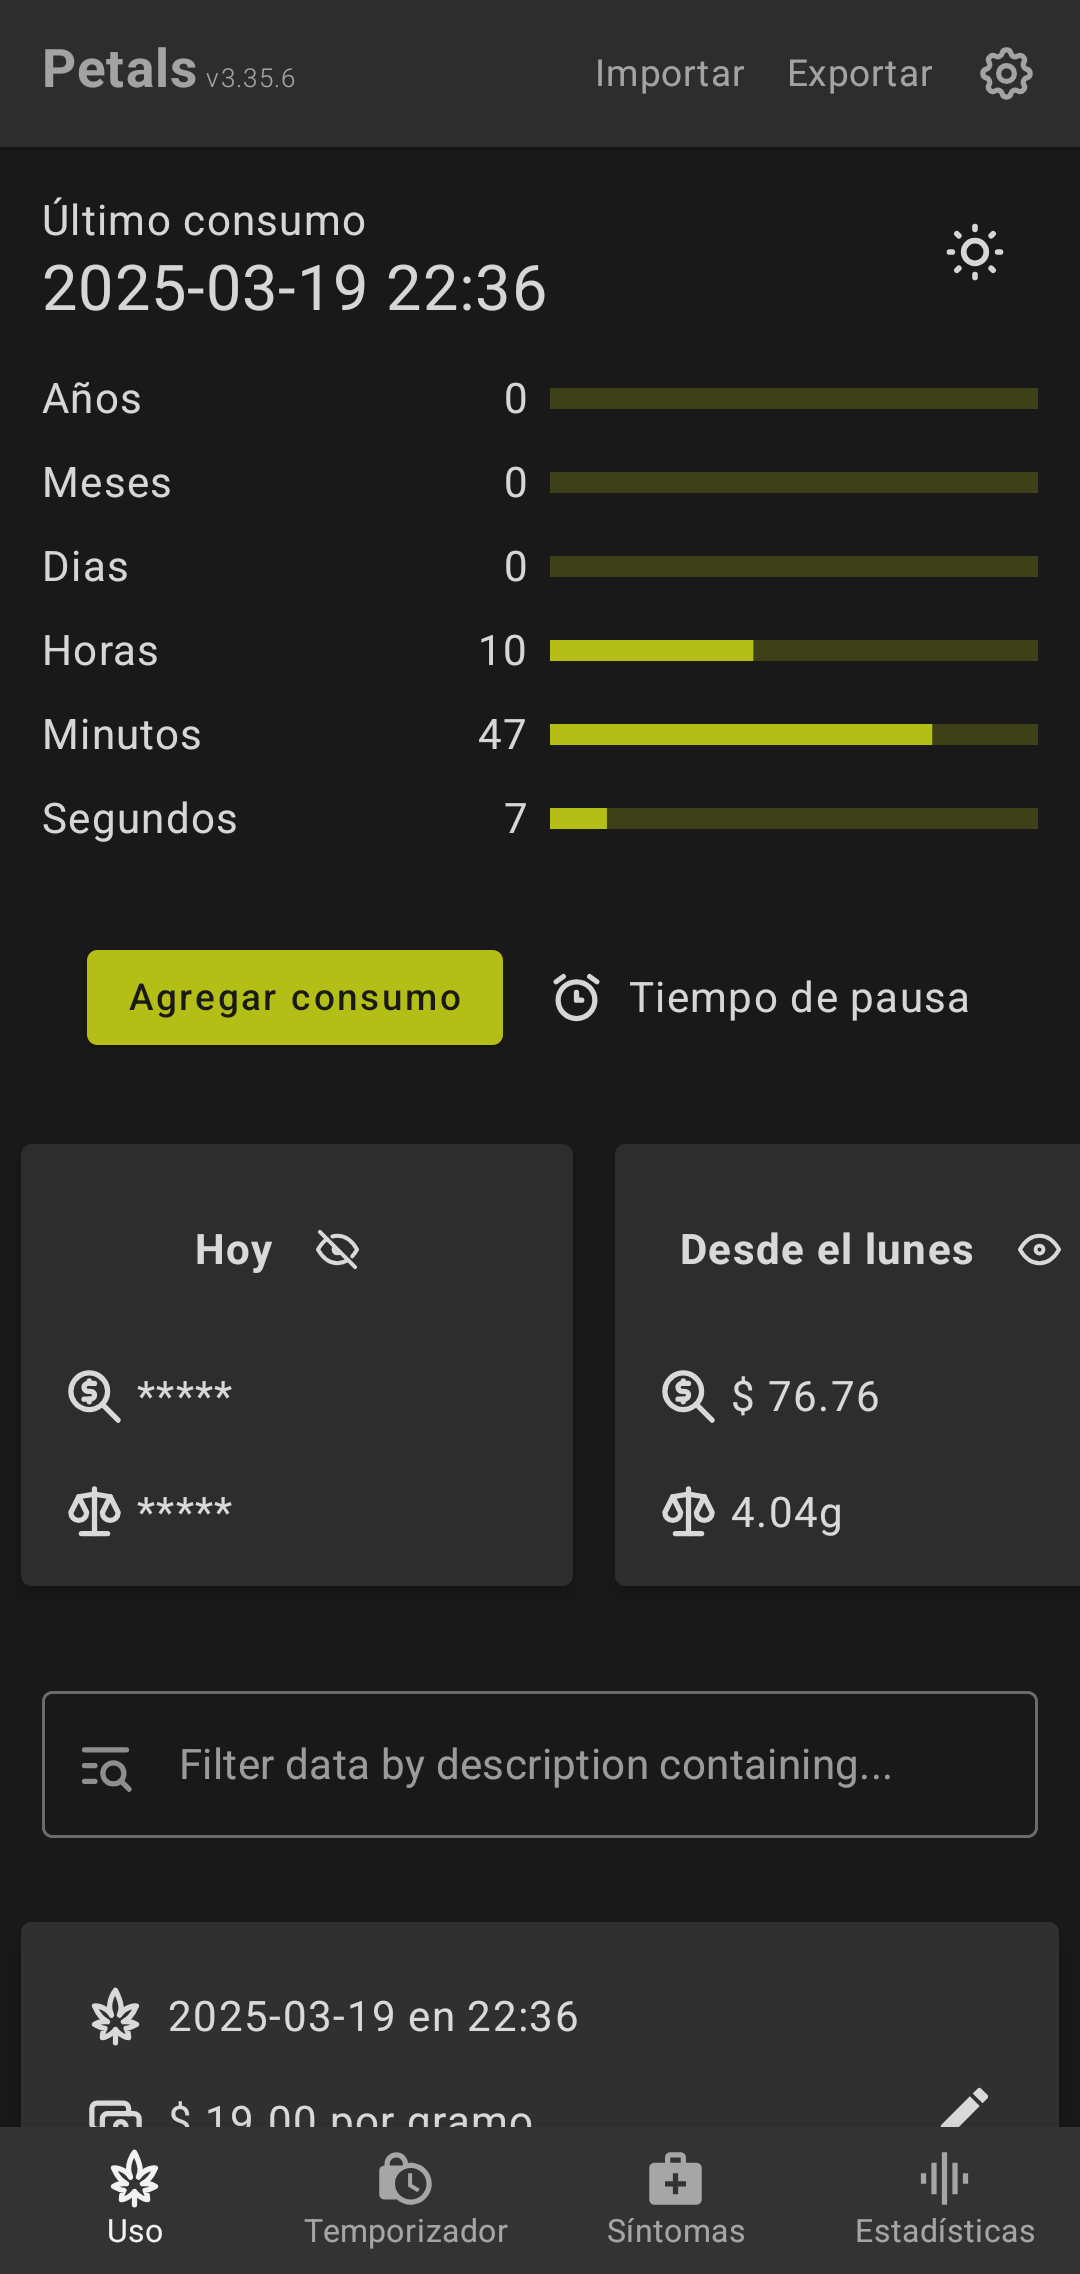 Petals v3.35.6 Importar Exportar
Último consumo
2025-03-19 22:36
Años 0
Meses 0
Dias 0
Horas 10
Minutos 47
Segundos 7
Agregar consumo Tiempo de pausa
Hoy
*****
*****
Desde el lunes
$ 76.76
4.04g
Filter data by description containing...
2025-03-19 en 22:36
$ 19.00 por gramo
Uso Temporizador Síntomas Estadísticas